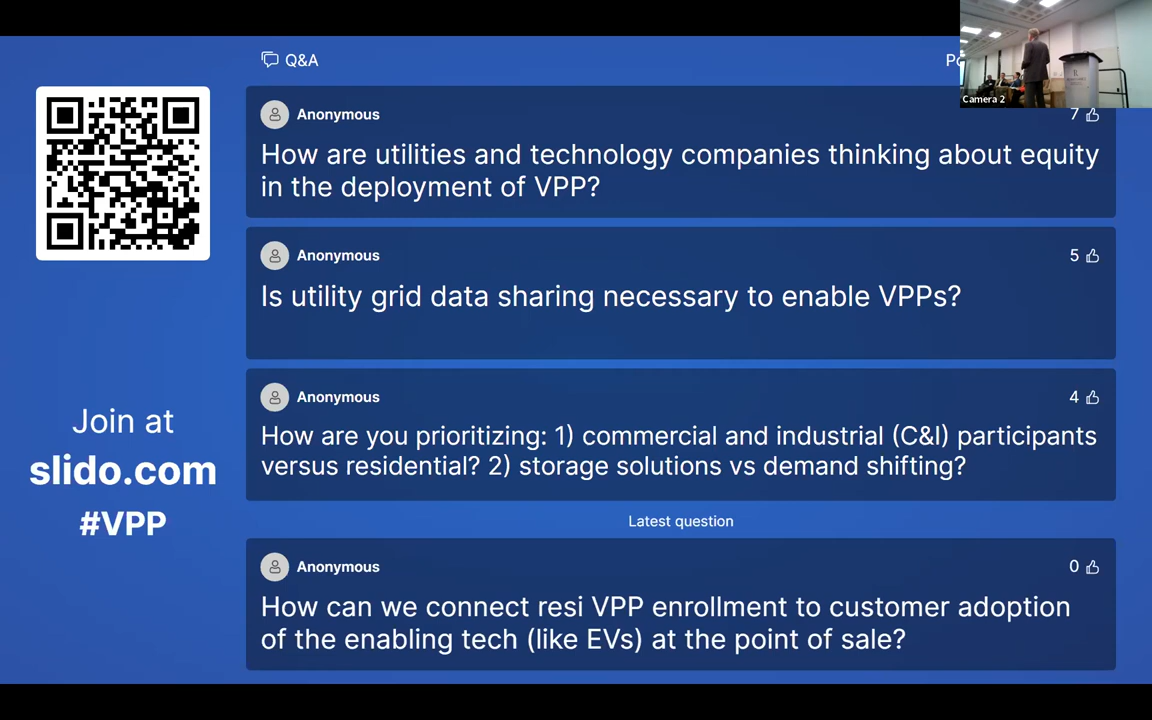 Q&A
Camera 2
Anonymous
7
How are utilities and technology companies thinking about equity
in the deployment of VPP?
Anonymous
5
Is utility grid data sharing necessary to enable VPPs?
Anonymous
4
How are you prioritizing: 1) commercial and industrial (C&I) participants
versus residential? 2) storage solutions vs demand shifting?
Latest question
Anonymous
0
How can we connect resi VPP enrollment to customer adoption
of the enabling tech (like EVs) at the point of sale?
Join at
slido.com
#VPP